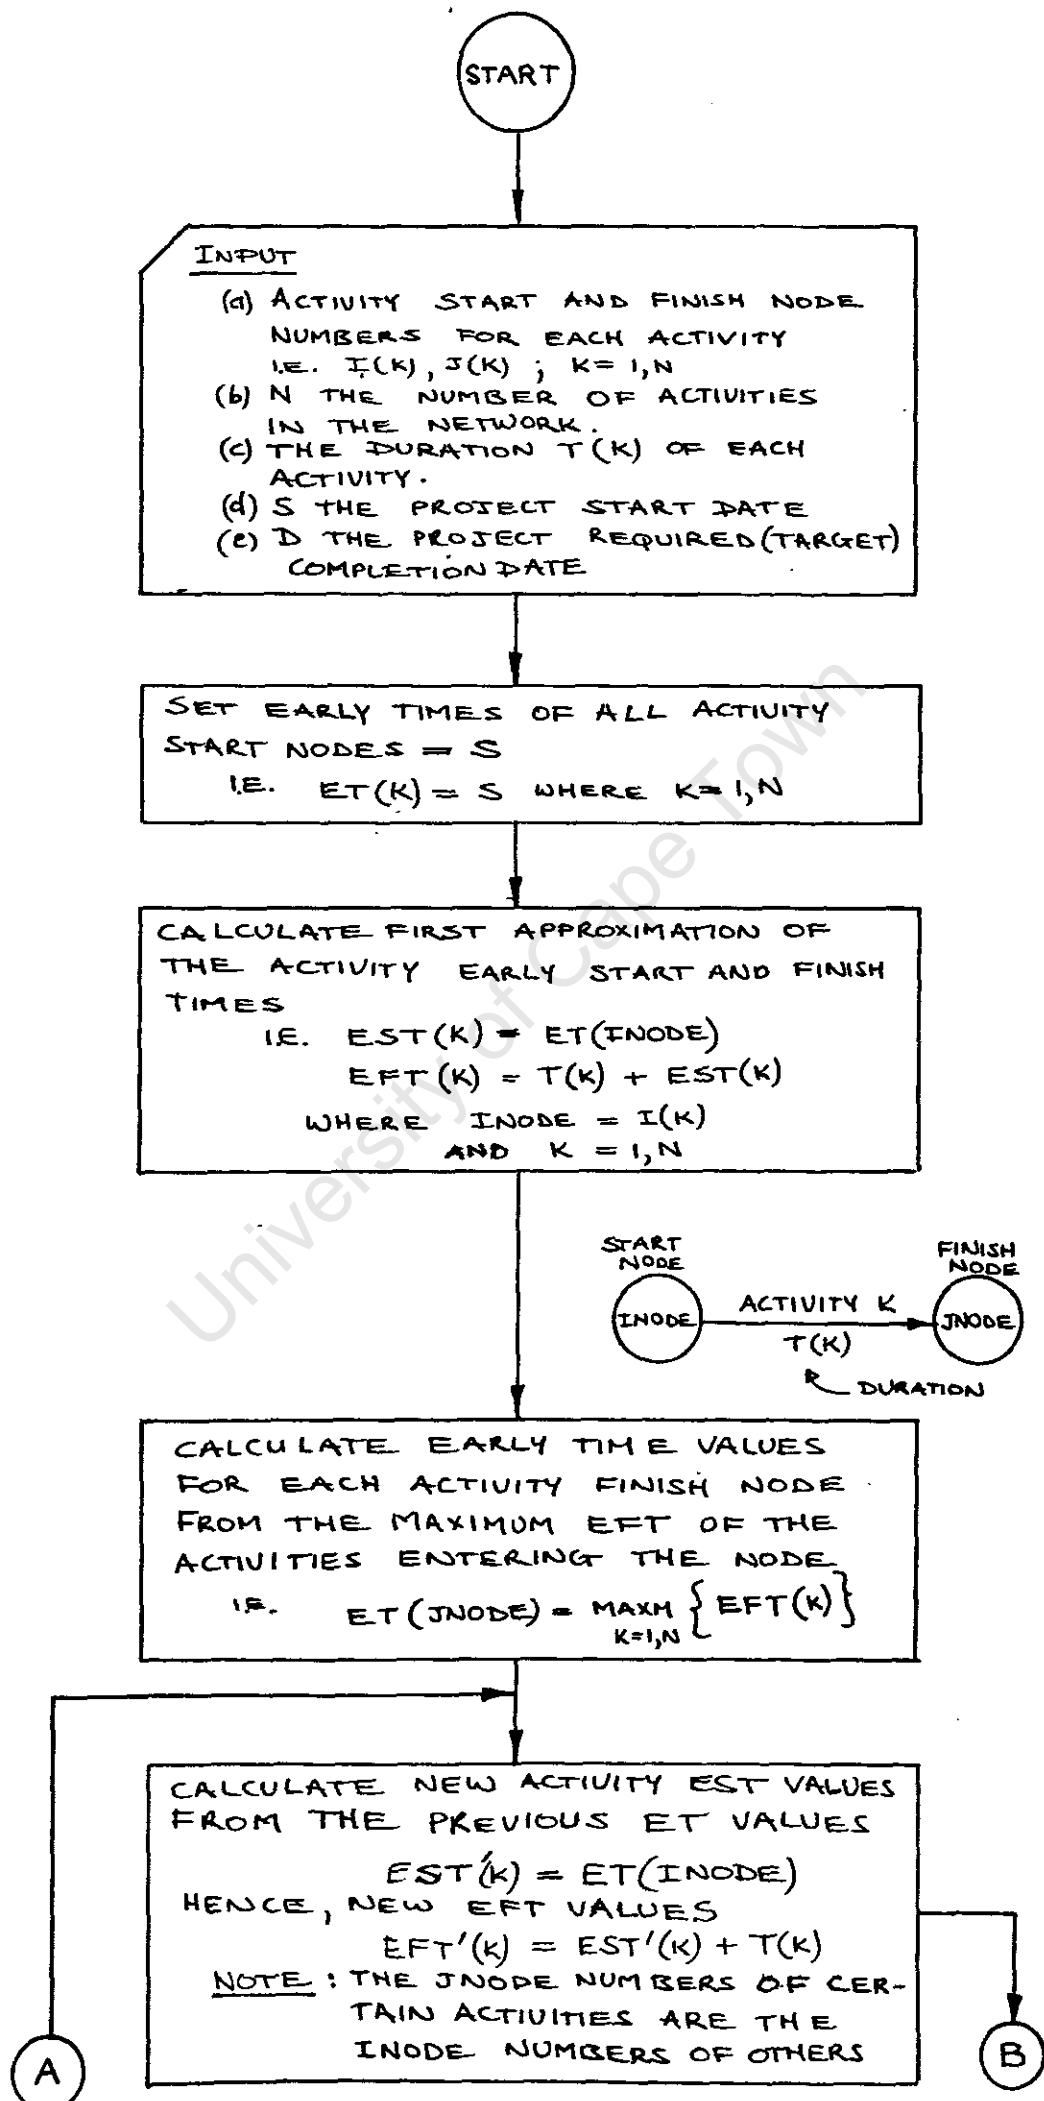 START
INPUT
(a) ACTIVITY START AND FINISH NODE
NUMBERS FOR EACH ACTIVITY
I.E. I(K), J(K) ; K= 1,N
(b) N THE NUMBER OF ACTIVITIES
IN THE NETWORK.
(c) THE DURATION T(K) OF EACH
ACTIVITY.
(d) S THE PROJECT START DATE
(e) D THE PROJECT REQUIRED (TARGET)
COMPLETION DATE
SET EARLY TIMES OF ALL ACTIVITY
START NODES = S
I.E. ET(K) = S WHERE K= 1,N
CALCULATE FIRST APPROXIMATION OF
THE ACTIVITY EARLY START AND FINISH
TIMES
I.E. EST(K) = ET(INODE)
EFT(K) = T(K) + EST(K)
WHERE INODE = I(K)
AND K = 1,N
START
NODE
FINISH
NODE
INODE
ACTIVITY K
JNODE
T(K)
DURATION
CALCULATE EARLY TIME VALUES
FOR EACH ACTIVITY FINISH NODE
FROM THE MAXIMUM EFT OF THE
ACTIVITIES ENTERING THE NODE
I.E. ET(JNODE) = MAXM { EFT(K) }
K=1,N
CALCULATE NEW ACTIVITY EST VALUES
FROM THE PREVIOUS ET VALUES
EST'(K) = ET(INODE)
HENCE, NEW EFT VALUES
EFT'(K) = EST'(K) + T(K)
NOTE : THE JNODE NUMBERS OF CER-
TAIN ACTIVITIES ARE THE
INODE NUMBERS OF OTHERS
A
B
University of Cape Town